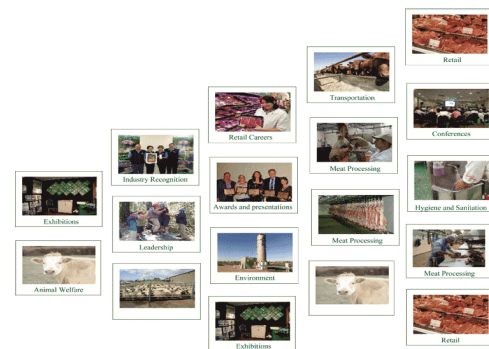 Exhibitions
Animal Welfare
Industry Recognition
Leadership
Retail Careers
Awards and presentations
Environment
Exhibitions
Transportation
Meat Processing
Meat Processing
Retail
Conferences
Hygiene and Sanitation
Meat Processing
Retail